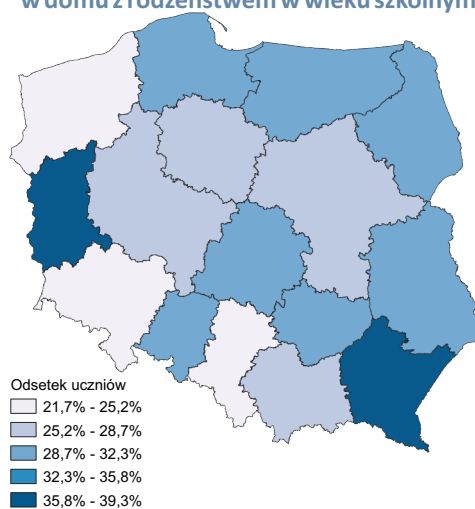 w domu z rodzeństwem w wieku szkolnym
Odsetek uczniów
21,7% - 25,2%
25,2% - 28,7%
28,7% - 32,3%
32,3% - 35,8%
35,8% - 39,3%